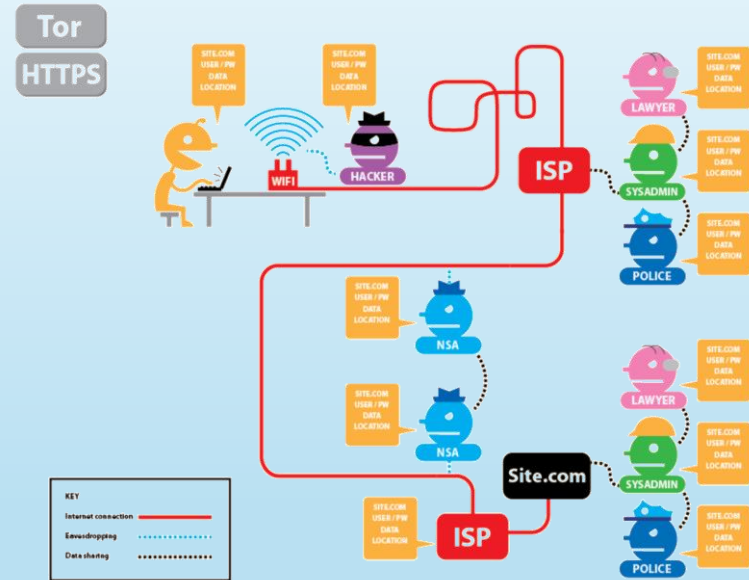 Tor
HTTPS
SITE.COM
USER / PW
DATA
LOCATION
SITE.COM
USER / PW
DATA
LOCATION
WIFI
HACKER
ISP
LAWYER
SITE.COM
USER / PW
DATA
LOCATION
SYSADMIN
SITE.COM
USER / PW
DATA
LOCATION
POLICE
SITE.COM
USER / PW
DATA
LOCATION
SITE.COM
USER / PW
DATA
LOCATION
NSA
SITE.COM
USER / PW
DATA
LOCATION
NSA
LAWYER
SITE.COM
USER / PW
DATA
LOCATION
Site.com
SYSADMIN
SITE.COM
USER / PW
DATA
LOCATION
SITE.COM
USER / PW
DATA
LOCATION
ISP
POLICE
SITE.COM
USER / PW
DATA
LOCATION
KEY
Internet connection
Eavesdropping
Data sharing